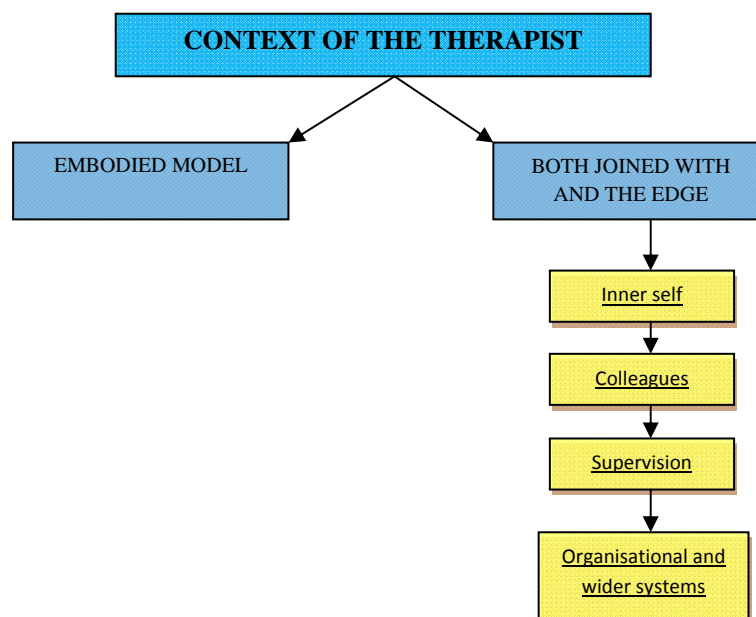 CONTEXT OF THE THERAPIST
EMBODIED MODEL
BOTH JOINED WITH
AND THE EDGE
Inner self
Colleagues
Supervision
Organisational and
wider systems